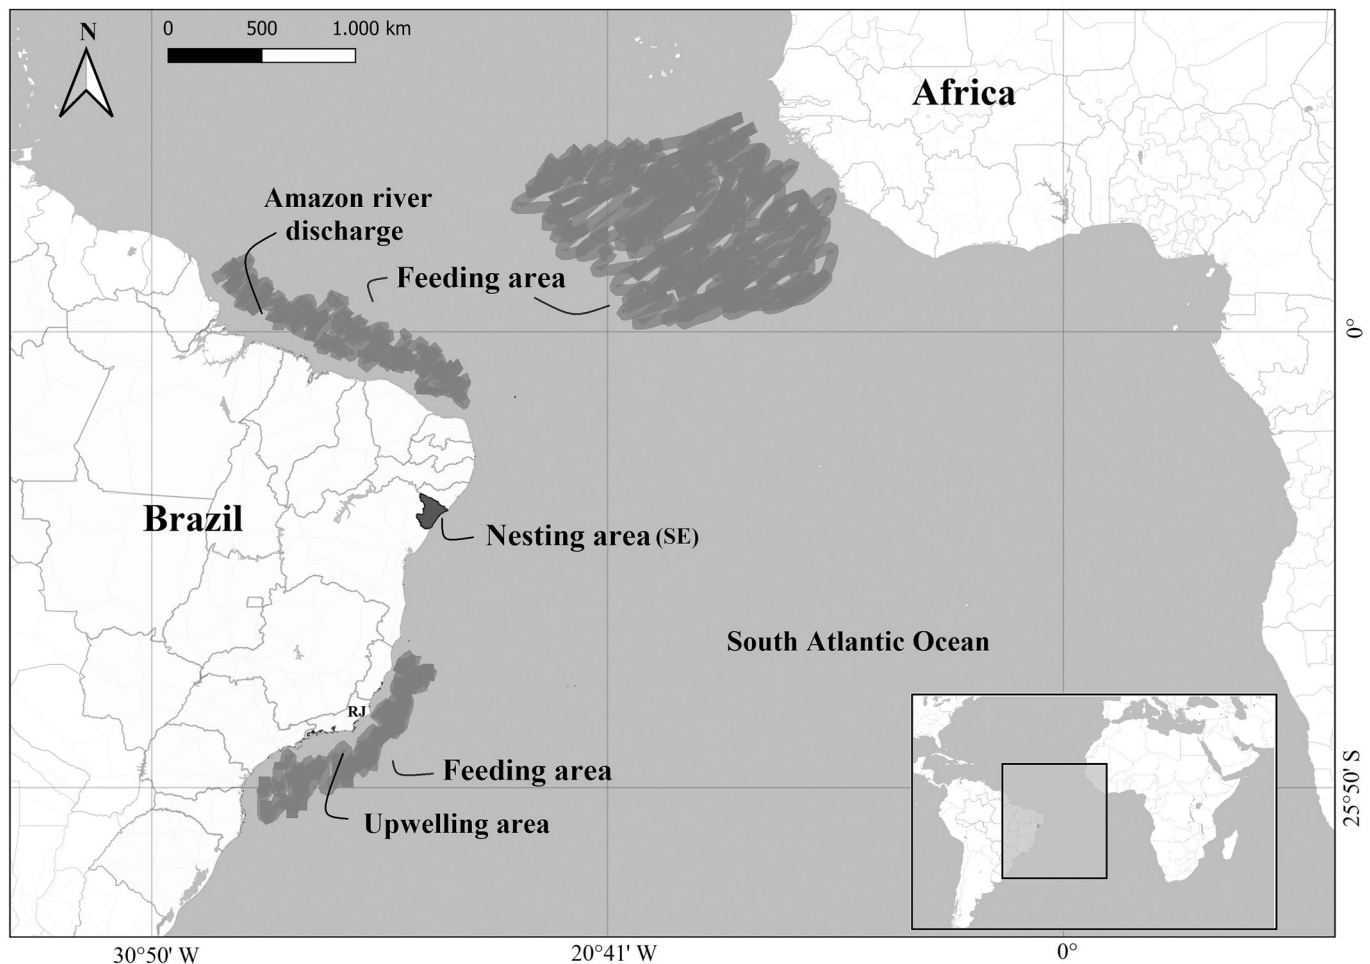 N
0 500 1.000 km
Africa
Amazon river
discharge
Feeding area
0°
Brazil
Nesting area (SE)
South Atlantic Ocean
RJ
Feeding area
Upwelling area
25°50' S
30°50' W
20°41' W
0°